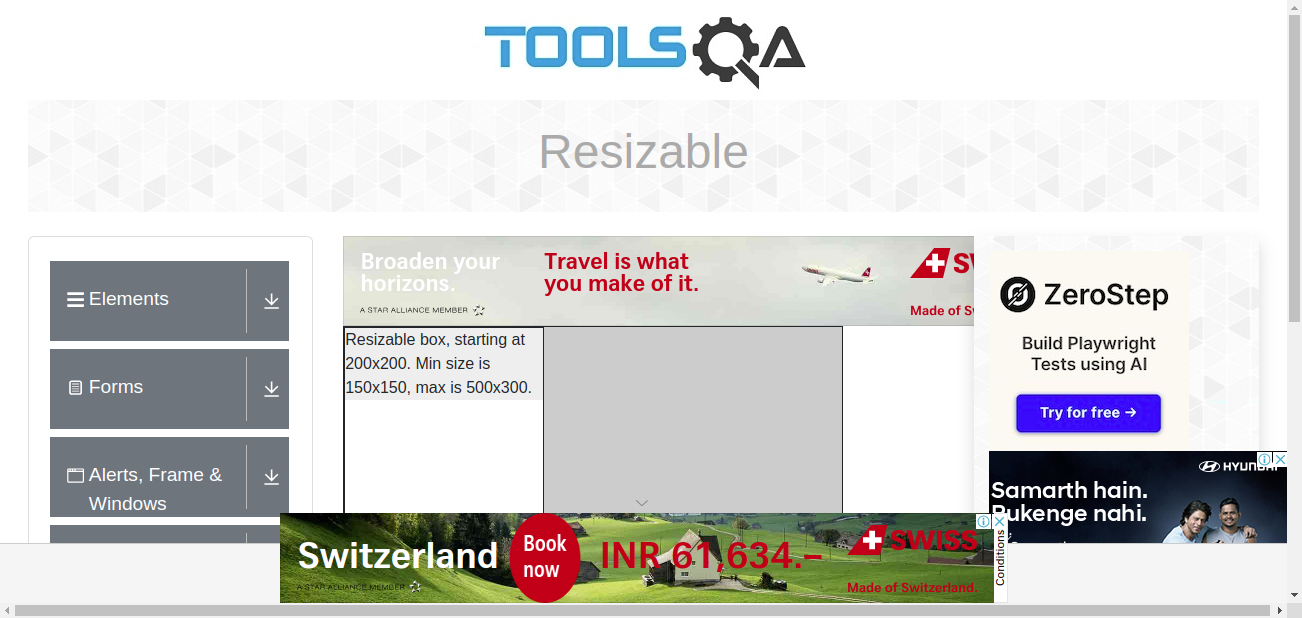 TOOLSQA
Resizable
Elements
Forms
Alerts, Frame &
Windows
Broaden your
horizons.
A STAR ALLIANCE MEMBER
Travel is what
you make of it.
Made of
Resizable box, starting at
200x200. Min size is
150x150, max is 500x300.
ZeroStep
Build Playwright
Tests using AI
Try for free →
HYUNDAI
Samarth hain.
Rukenge nahi.
Switzerland
A STAR ALLIANCE MEMBER
Book
now
INR 61,634.–
SWISS
Made of Switzerland.
Conditions